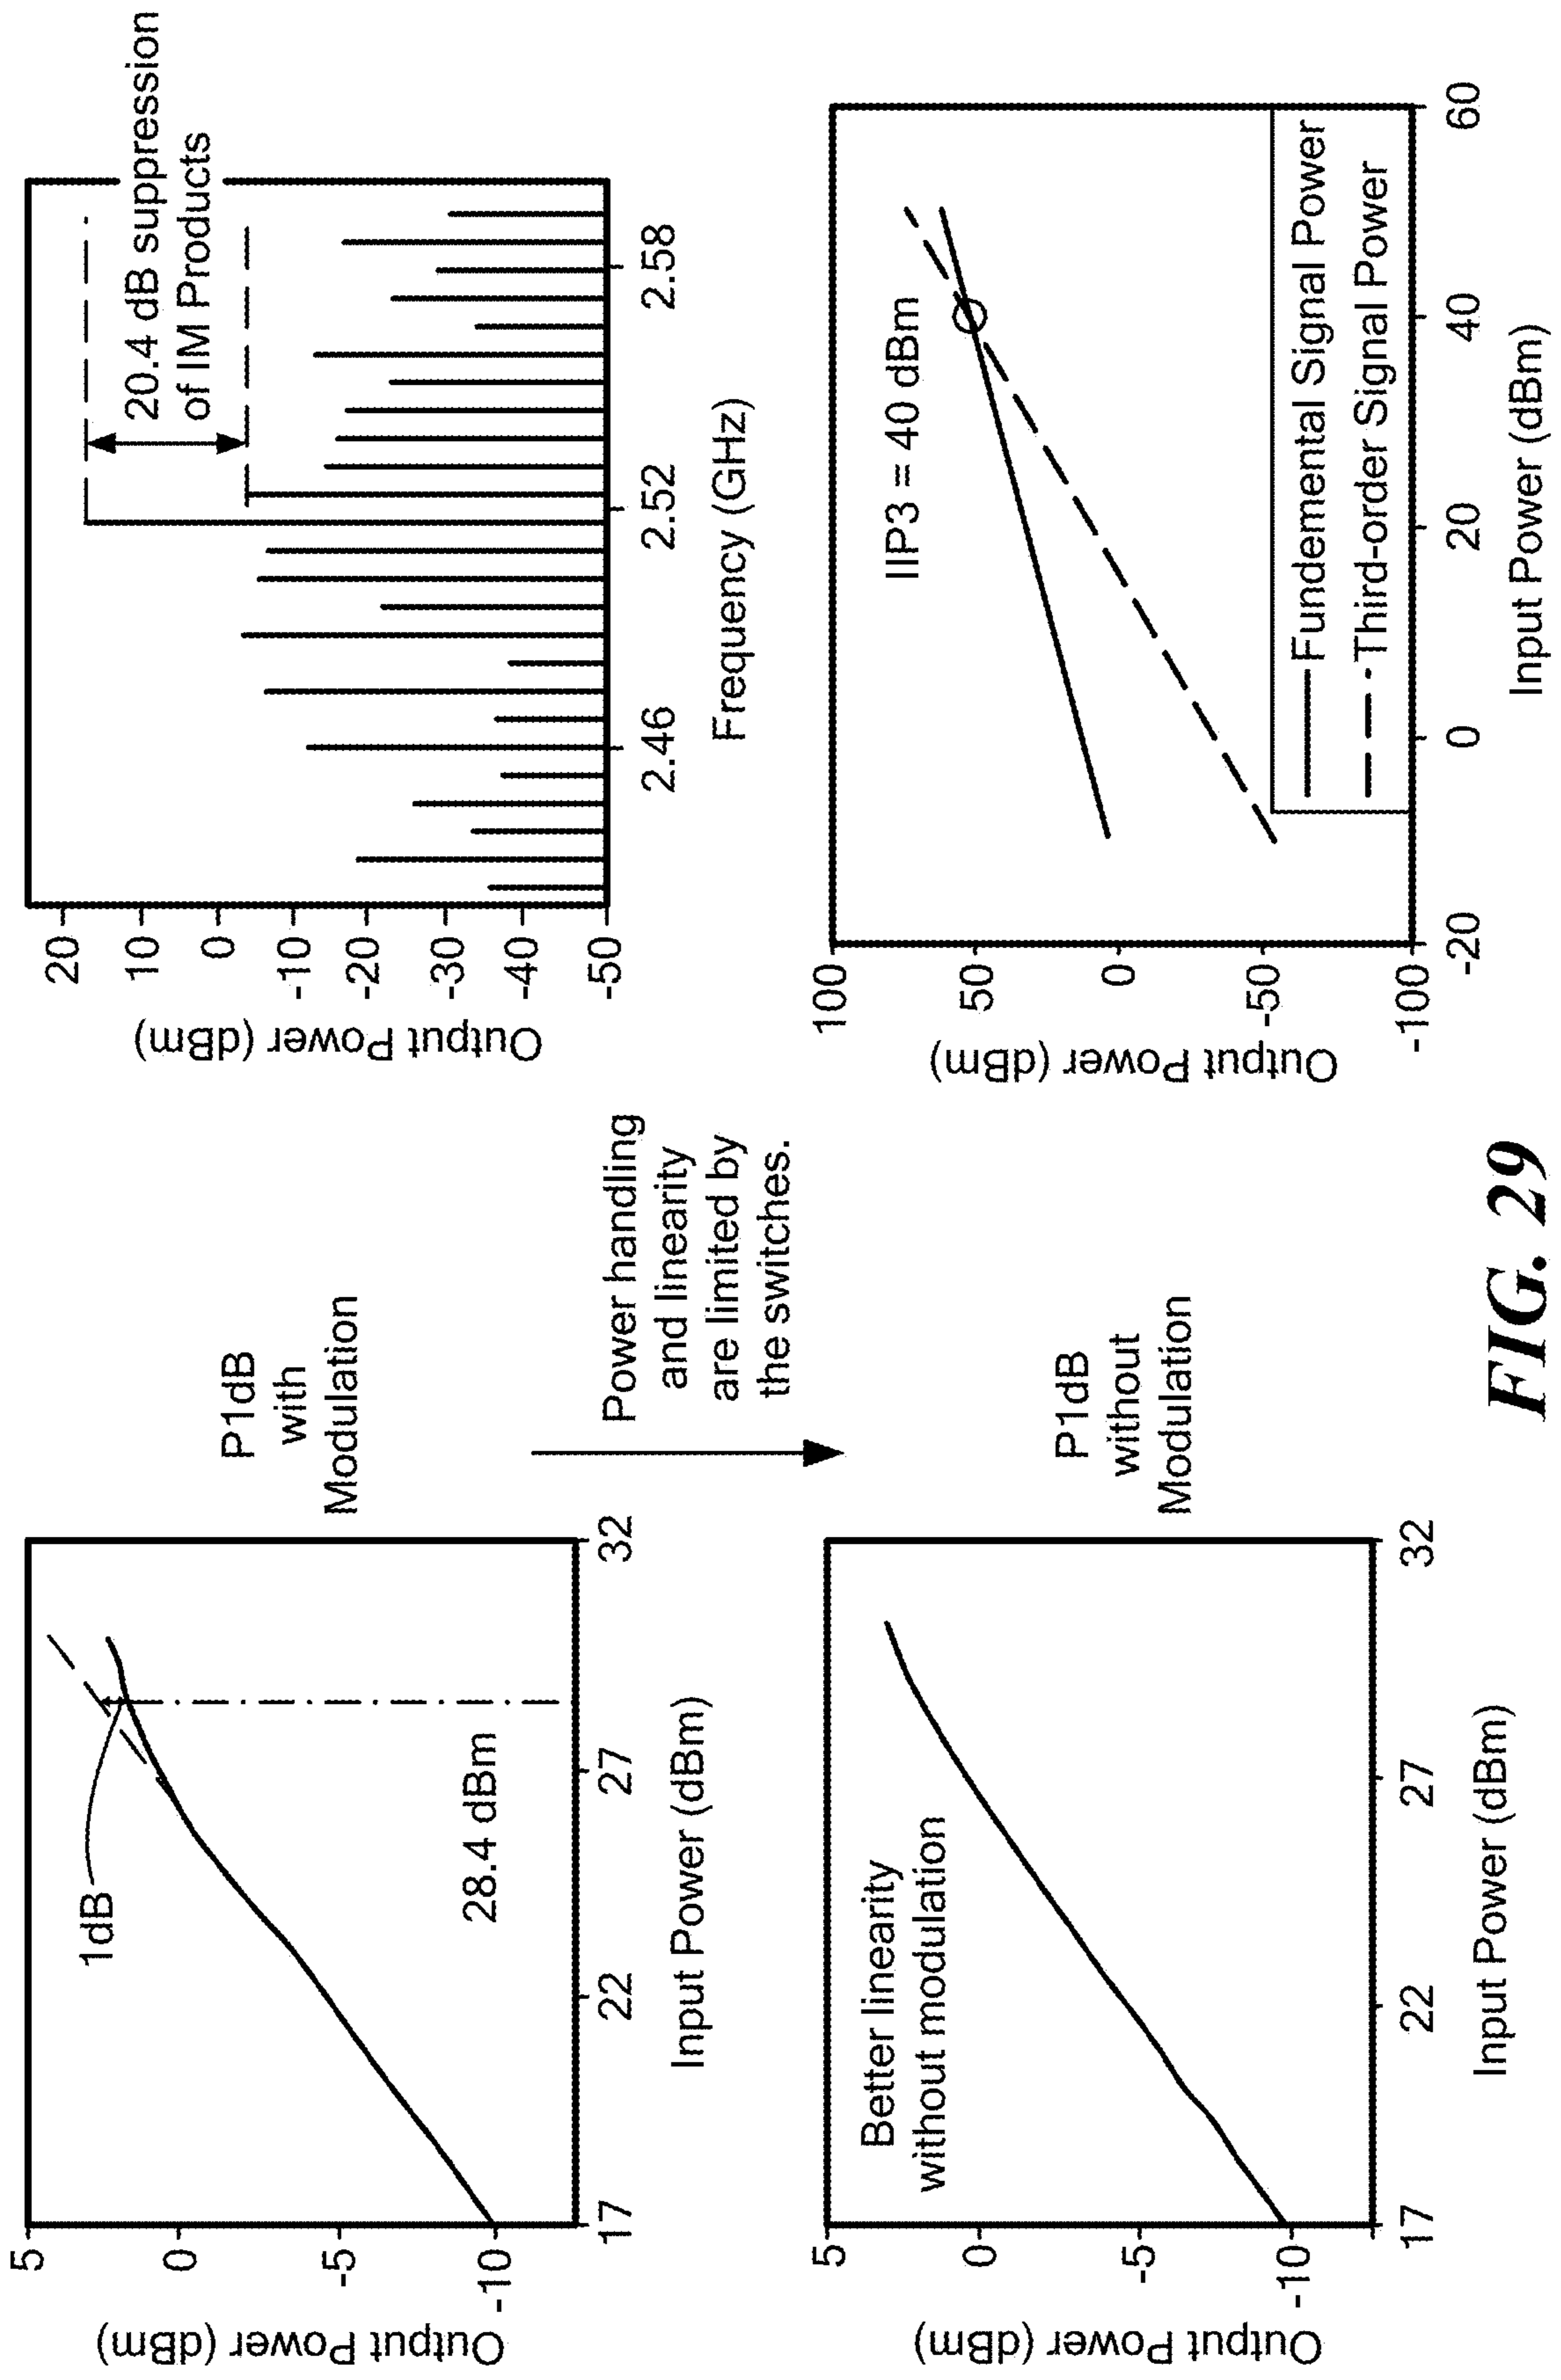 Output Power (dBm)
5
0
-5
-10
1dB
28.4 dBm
17
22
27
32
Input Power (dBm)
P1dB
with
Modulation
Power handling
and linearity
are limited by
the switches.
Output Power (dBm)
20
10
0
-10
-20
-30
-40
-50
20.4 dB suppression
of IM Products
2.46
2.52
2.58
Frequency (GHz)
Output Power (dBm)
5
0
-5
-10
Better linearity
without modulation
17
22
27
32
Input Power (dBm)
P1dB
without
Modulation
Output Power (dBm)
100
50
0
-50
-100
IIP3 = 40 dBm
Fundemental Signal Power
Third-order Signal Power
-20
0
20
40
60
Input Power (dBm)
FIG. 29